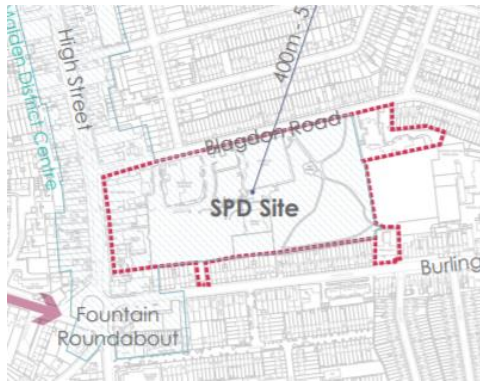 High Street
Malden District Centre
400m - 5
Blagdon Road
SPD Site
Burling
Fountain
Roundabout